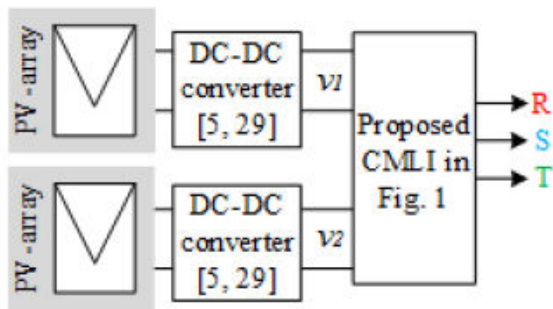 PV-array
DC-DC
converter
[5, 29]
v1
PV-array
DC-DC
converter
[5, 29]
v2
Proposed
CMLI in
Fig. 1
R
S
T